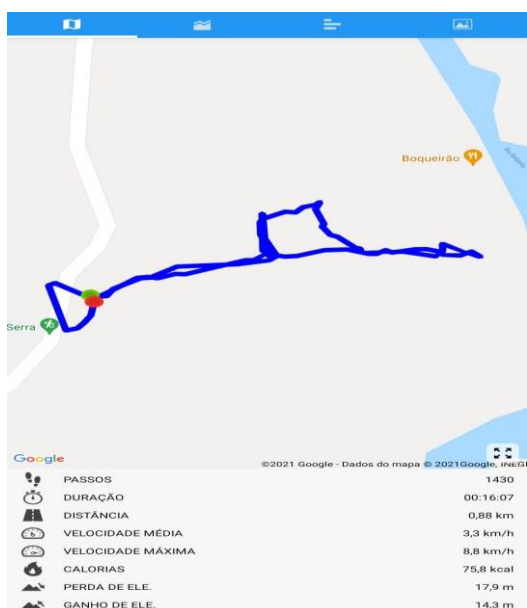 Boqueirão
Serra
Google
©2021 Google - Dados do mapa © 2021Google, INEGI
PASSOS 1430
DURAÇÃO 00:16:07
DISTÂNCIA 0,88 km
VELOCIDADE MÉDIA 3,3 km/h
VELOCIDADE MÁXIMA 8,8 km/h
CALORIAS 75,8 kcal
PERDA DE ELE. 17,9 m
GANHO DE ELE. 14,3 m